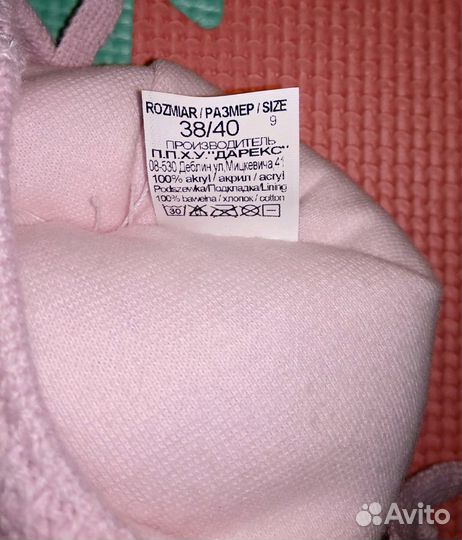 ROZMIAR / РАЗМЕР / SIZE
38/40 9
ПРОИЗВОДИТЕЛЬ
П.П.Х.У. "ДАРЕКС"
08-530 Деблин ул,Мицкевича,41
100% akryl / акрил / acryl
Podszewka/Подкладка/Lining
100% bawełna / хлопок / cotton
30
Avito